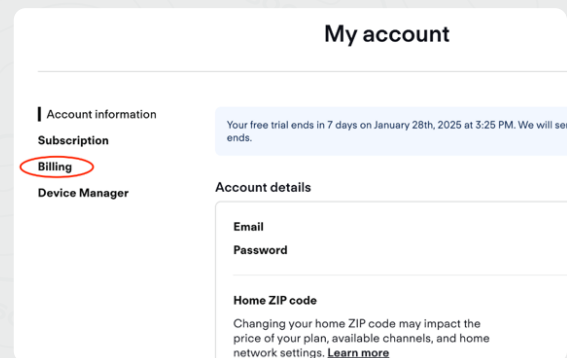 My account
Account information
Subscription
Billing
Device Manager
Your free trial ends in 7 days on January 28th, 2025 at 3:25 PM. We will
ends.
Account details
Email
Password
Home ZIP code
Changing your home ZIP code may impact the
price of your plan, available channels, and home
network settings. Learn more